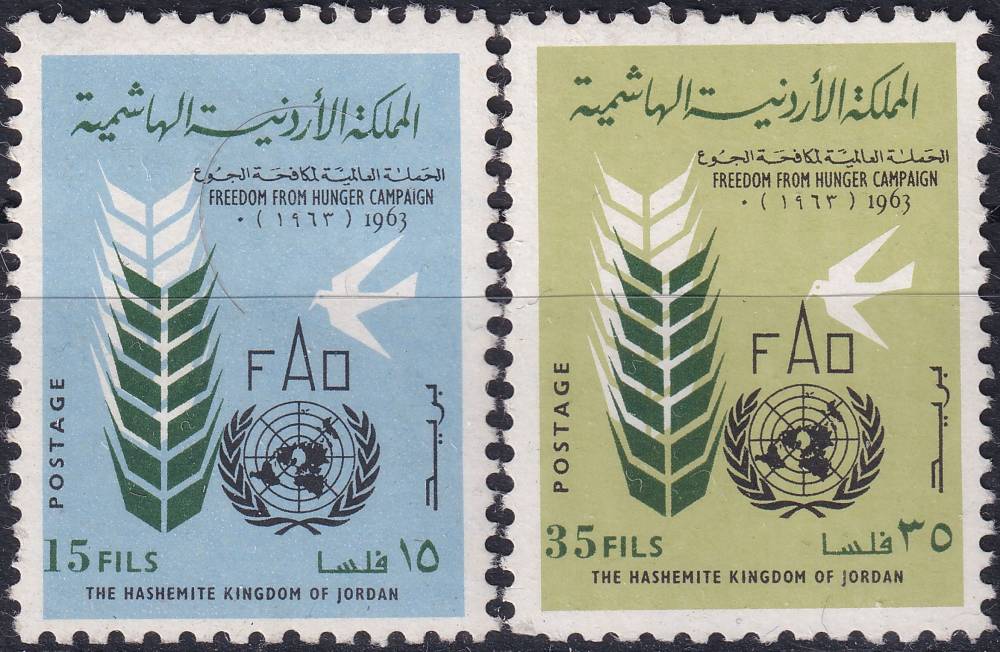 المملكة الأردنية الهاشمية
الحملة العالمية لمكافحة الجوع
FREEDOM FROM HUNGER CAMPAIGN
٠ (١٩٦٣) 1963
FAO
POSTAGE
بريد
15 FILS
١٥ فلسا
THE HASHEMITE KINGDOM OF JORDAN
المملكة الأردنية الهاشمية
الحملة العالمية لمكافحة الجوع
FREEDOM FROM HUNGER CAMPAIGN
٠ (١٩٦٣) 1963
FAO
POSTAGE
بريد
35 FILS
٣٥ فلسا
THE HASHEMITE KINGDOM OF JORDAN